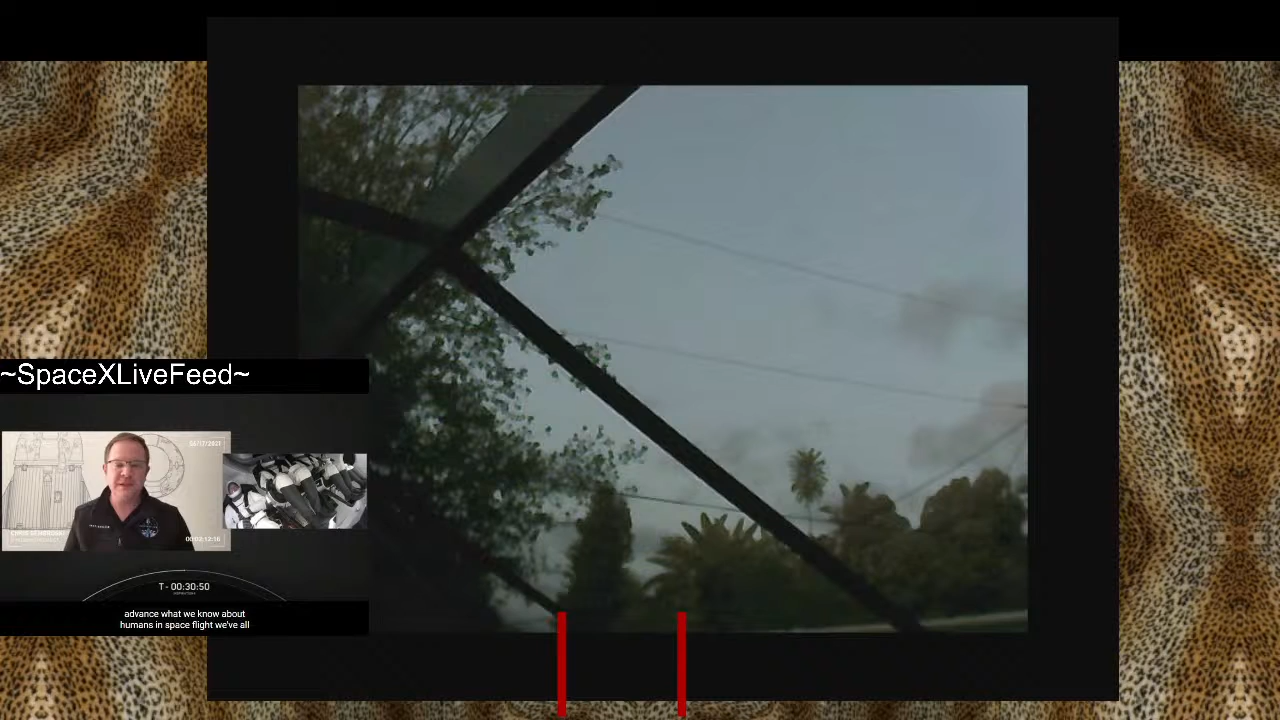 ~SpaceXLiveFeed~
T - 00:30:50
advance what we know about
humans in space flight we've all